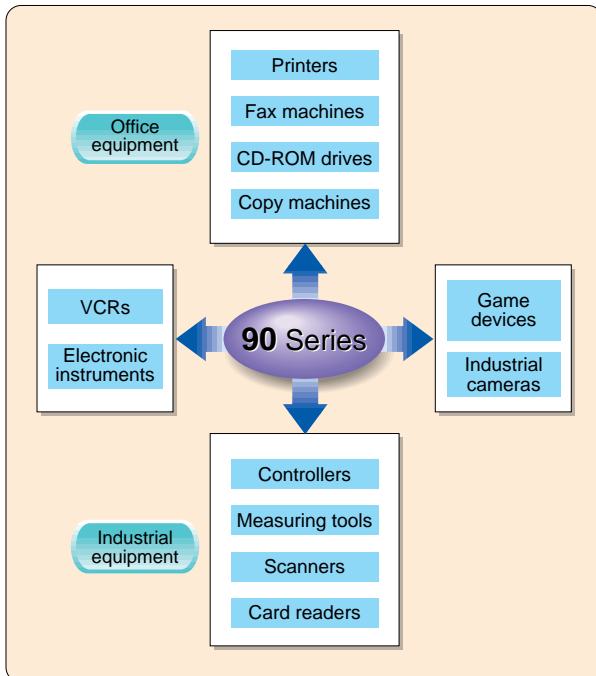 Printers
Fax machines
CD-ROM drives
Copy machines
Office
equipment
VCRs
Electronic
instruments
90 Series
Game
devices
Industrial
cameras
Controllers
Measuring tools
Scanners
Card readers
Industrial
equipment